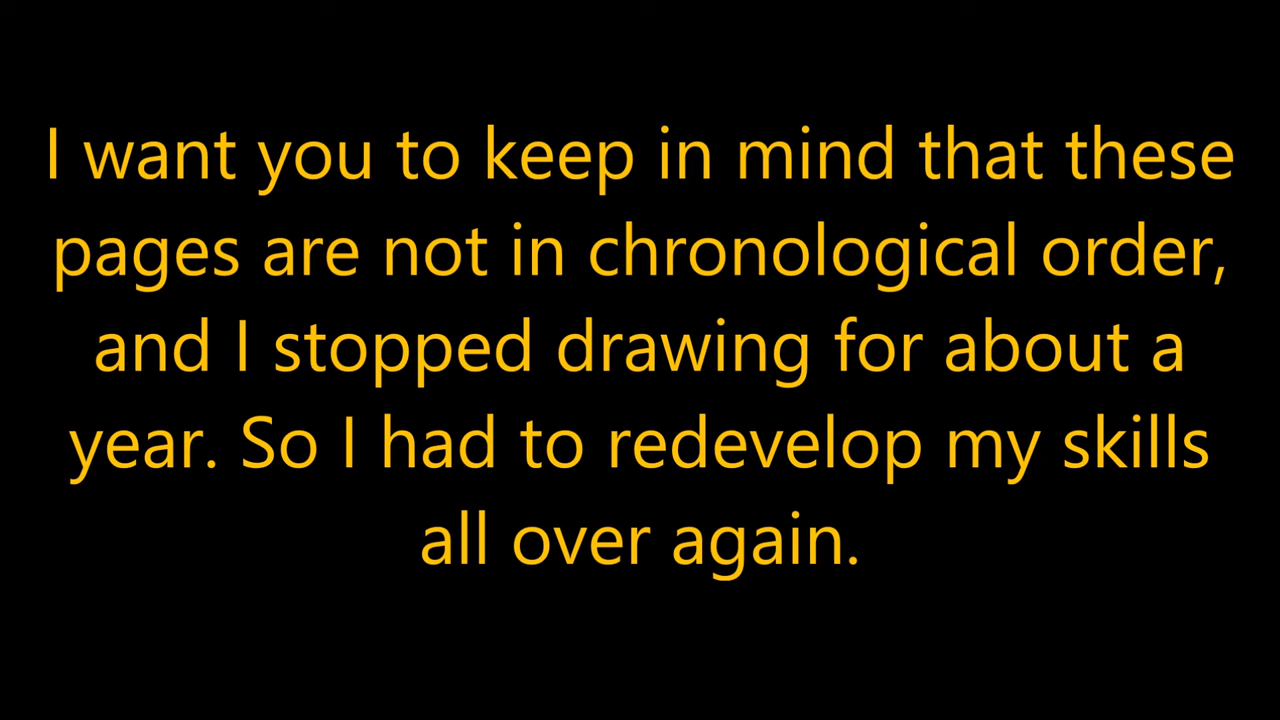 I want you to keep in mind that these
pages are not in chronological order,
and I stopped drawing for about a
year. So I had to redevelop my skills
all over again.